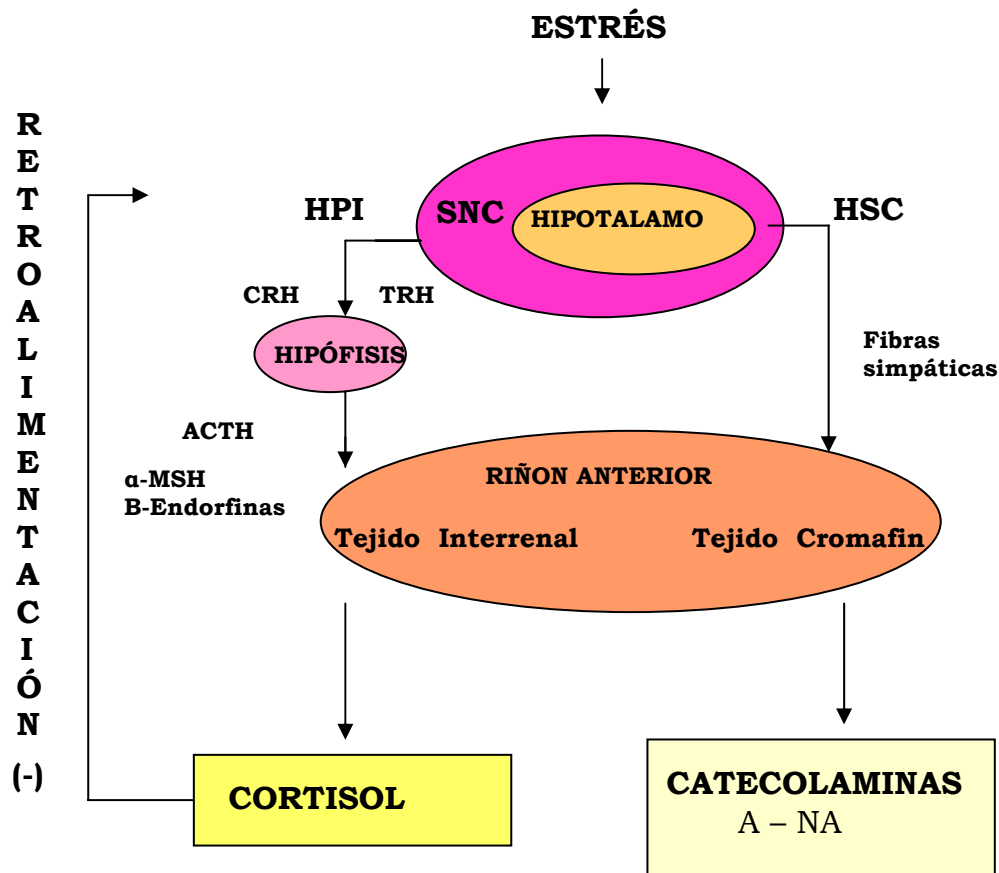 ESTRÉS
RETROALIMENTACIÓN
(-)
HPI
SNC
HIPOTALAMO
HSC
CRH
TRH
HIPÓFISIS
Fibras
simpáticas
ACTH
α-MSH
B-Endorfinas
RIÑON ANTERIOR
Tejido Interrenal
Tejido Cromafin
CORTISOL
CATECOLAMINAS
A – NA